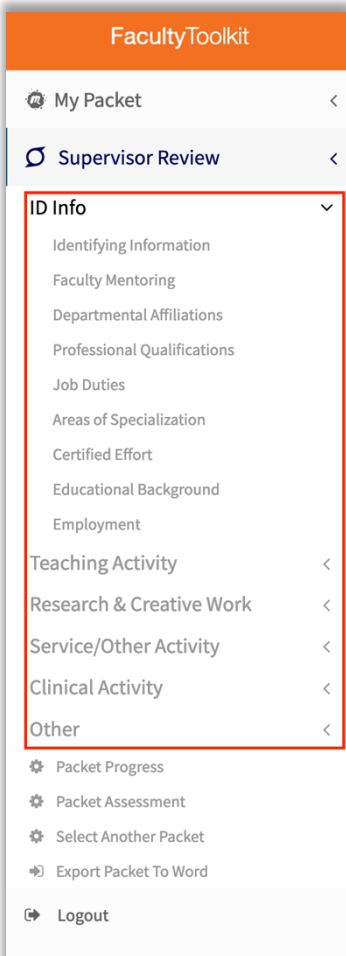 FacultyToolkit
My Packet
Supervisor Review
ID Info
Identifying Information
Faculty Mentoring
Departmental Affiliations
Professional Qualifications
Job Duties
Areas of Specialization
Certified Effort
Educational Background
Employment
Teaching Activity
Research & Creative Work
Service/Other Activity
Clinical Activity
Other
Packet Progress
Packet Assessment
Select Another Packet
Export Packet To Word
Logout